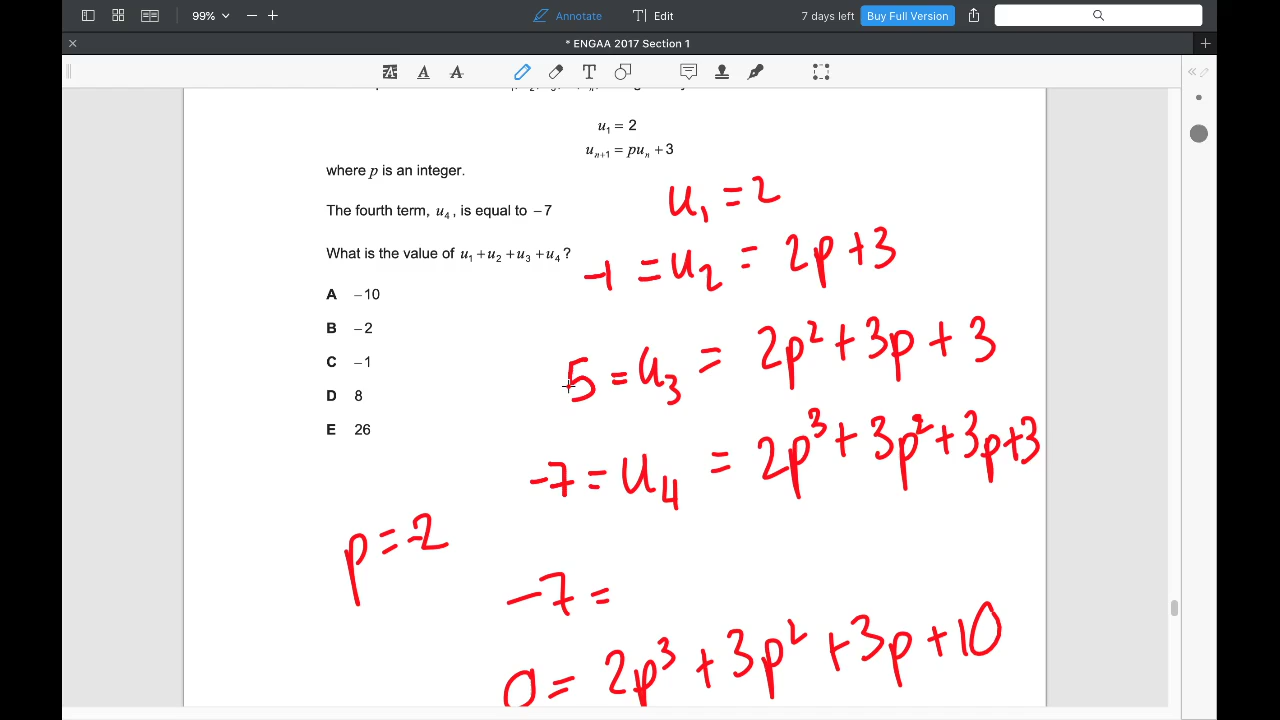 99%
Annotate
Edit
7 days left
Buy Full Version
* ENGAA 2017 Section 1
u₁ = 2
uₙ₊₁ = puₙ + 3
where p is an integer.
u₁ = 2
The fourth term, u₄, is equal to −7
-1 = u₂ = 2p+3
What is the value of u₁ + u₂ + u₃ + u₄?
A −10
B −2
C −1
D 8
E 26
5 = u₃ = 2p² + 3p + 3
-7 = u₄ = 2p³ + 3p² + 3p+3
p = -2
-7 =
0 = 2p³ + 3p² + 3p + 10